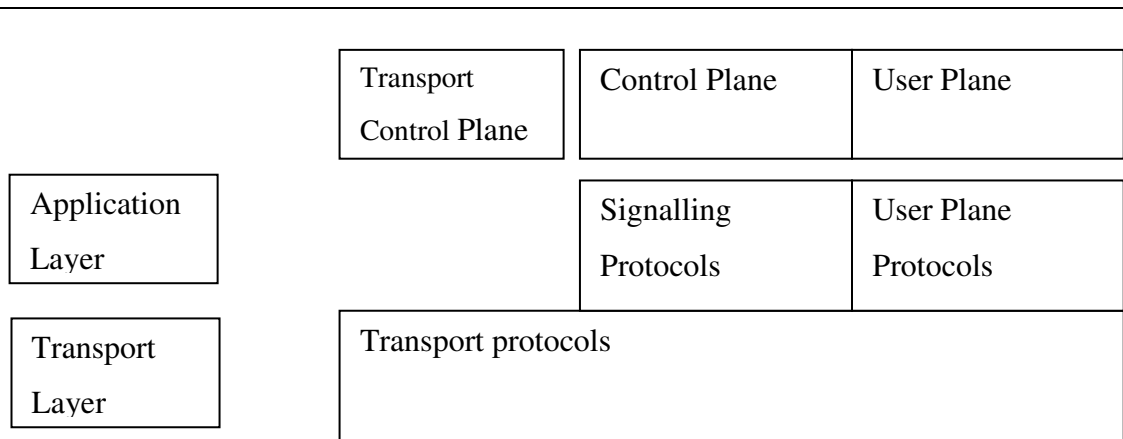 Transport
Control Plane
Control Plane
User Plane
Application
Layer
Signalling
Protocols
User Plane
Protocols
Transport
Layer
Transport protocols